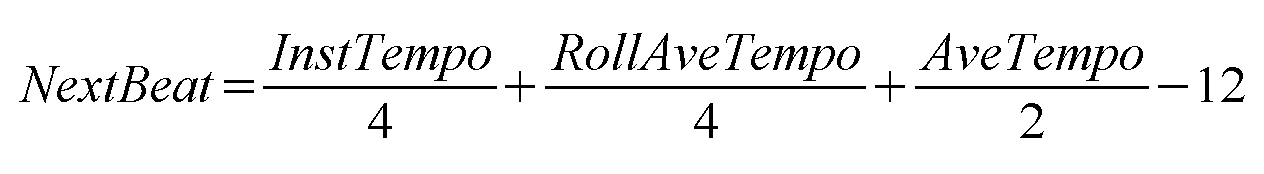 NextBeat = InstTempo/4 + RollAveTempo/4 + AveTempo/2 − 12